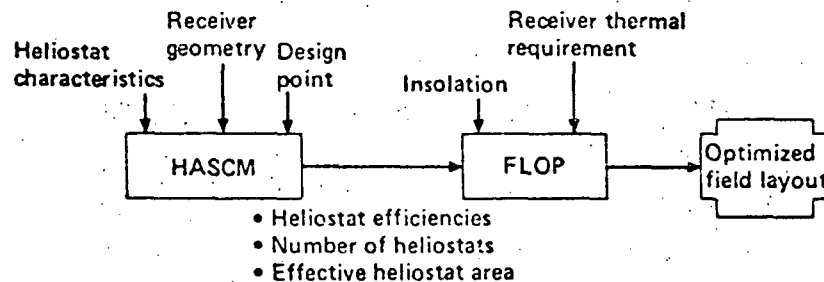 Heliostat
characteristics
Receiver
geometry
Design
point
Insolation
Receiver thermal
requirement
HASCM
FLOP
Optimized
field layout
• Heliostat efficiencies
• Number of heliostats
• Effective heliostat area